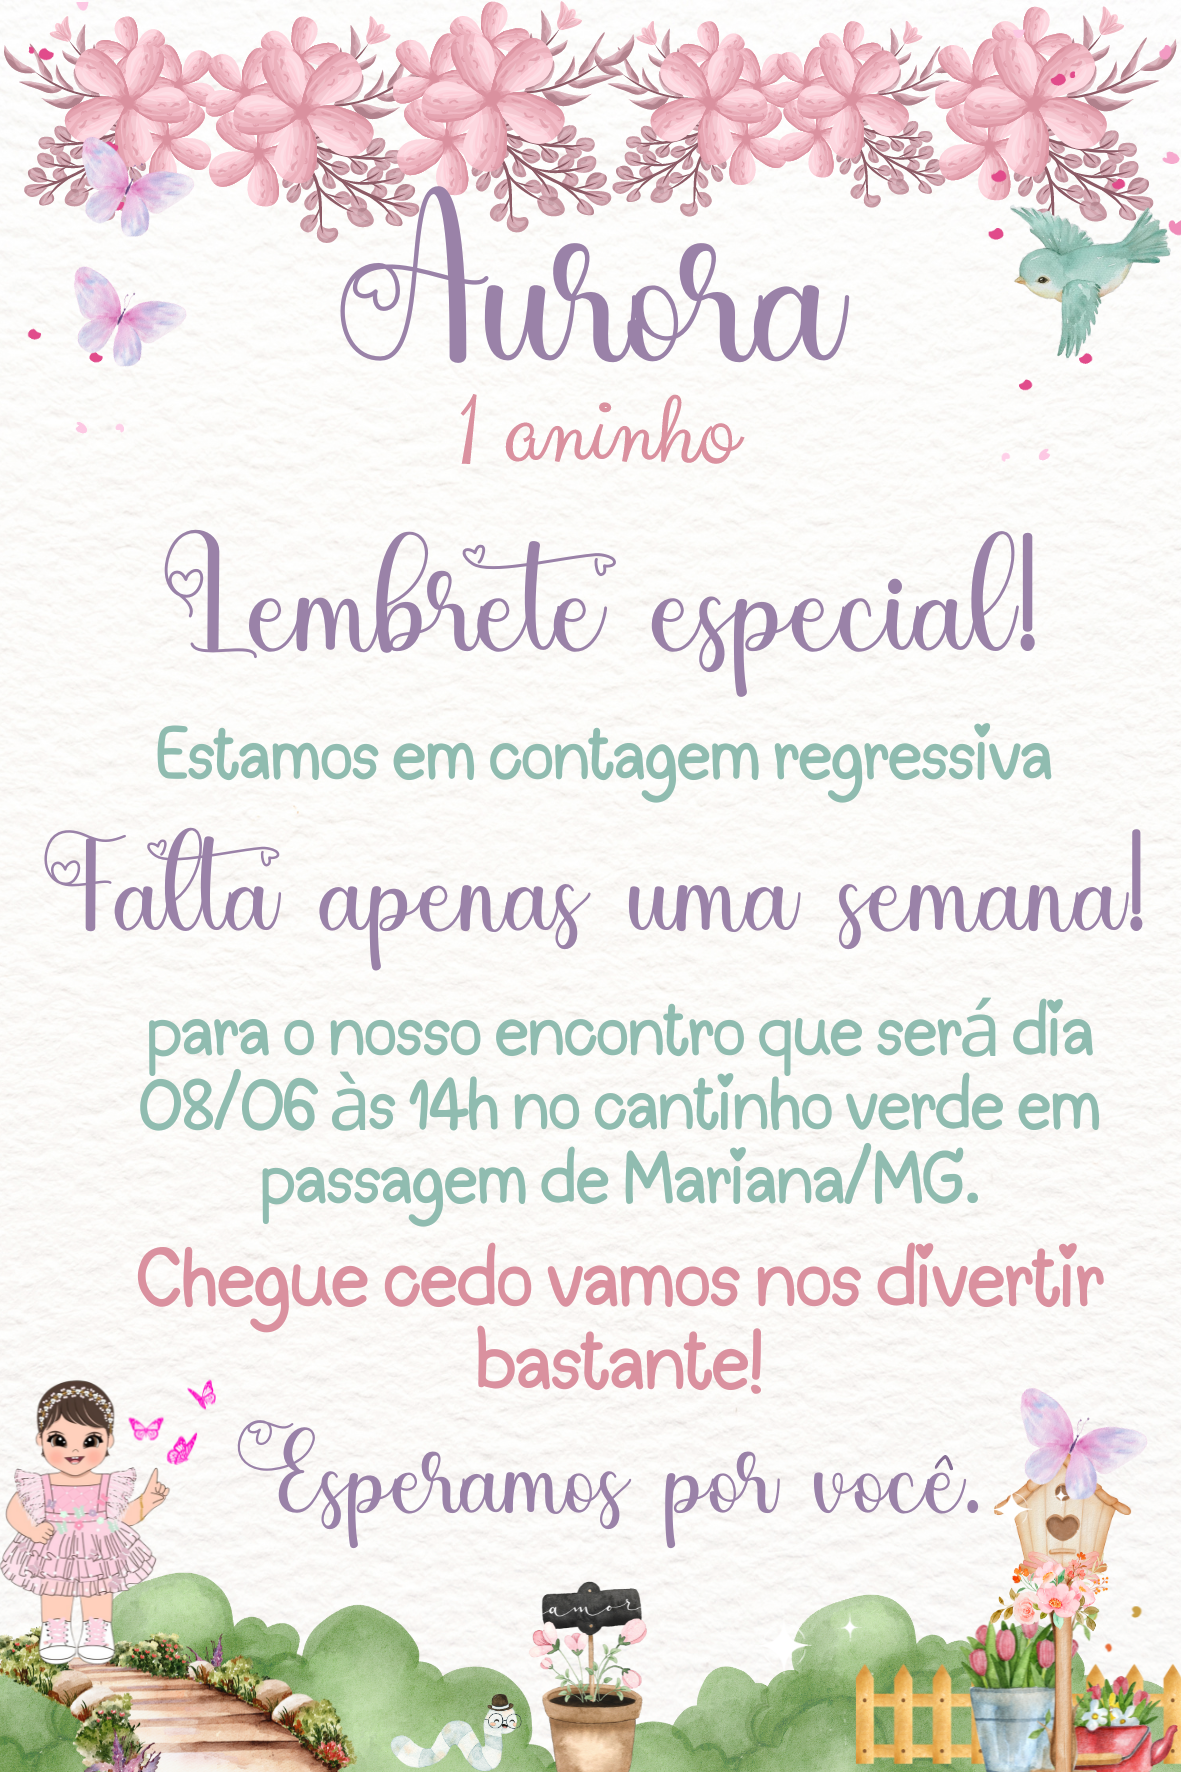 Aurora
1 aninho
Lembrete especial!
Estamos em contagem regressiva
Falta apenas uma semana!
para o nosso encontro que será dia
08/06 às 14h no cantinho verde em
passagem de Mariana/MG.
Chegue cedo vamos nos divertir
bastante!
Esperamos por você.
amor